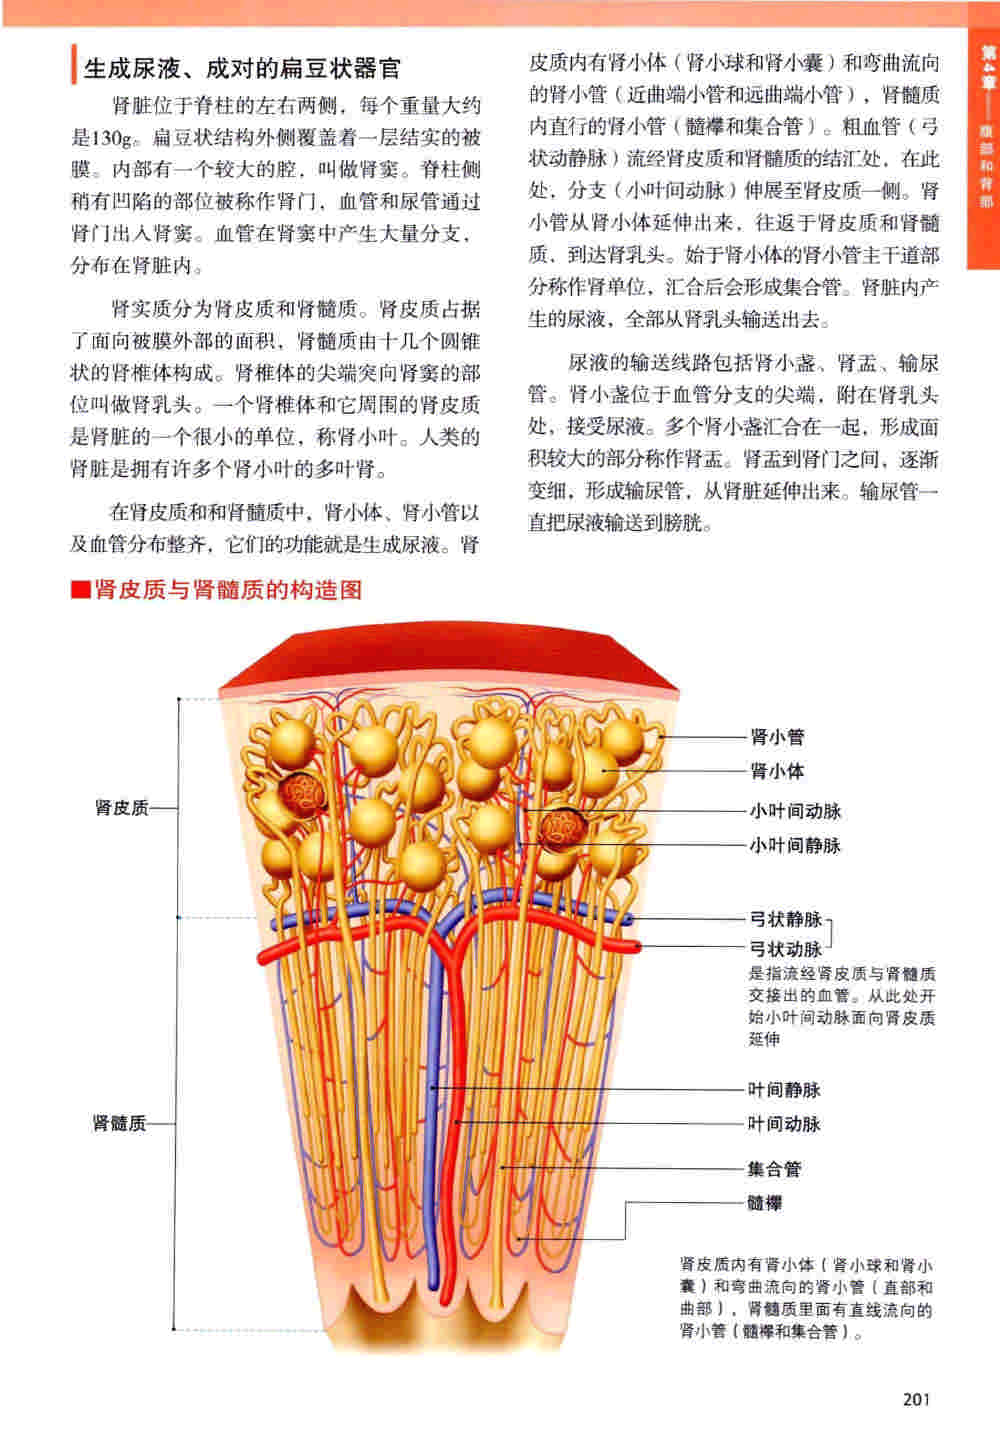 生成尿液、成对的扁豆状器官
肾脏位于脊柱的左右两侧，每个重量大约
是130g。扁豆状结构外侧覆盖着一层结实的被
膜。内部有一个较大的腔，叫做肾窦。脊柱侧
稍有凹陷的部位被称作肾门，血管和尿管通过
肾门出入肾窦。血管在肾窦中产生大量分支，
分布在肾脏内。
肾实质分为肾皮质和肾髓质。肾皮质占据
了面向被膜外部的面积，肾髓质由十几个圆锥
状的肾椎体构成。肾椎体的尖端突向肾窦的部
位叫做肾乳头。一个肾椎体和它周围的肾皮质
是肾脏的一个很小的单位，称肾小叶。人类的
肾脏是拥有许多个肾小叶的多叶肾。
在肾皮质和和肾髓质中，肾小体、肾小管以
及血管分布整齐，它们的功能就是生成尿液。肾
皮质内有肾小体（肾小球和肾小囊）和弯曲流向
的肾小管（近曲端小管和远曲端小管），肾髓质
内直行的肾小管（髓襻和集合管）。粗血管（弓
状动静脉）流经肾皮质和肾髓质的结汇处，在此
处，分支（小叶间动脉）伸展至肾皮质一侧。肾
小管从肾小体延伸出来，往返于肾皮质和肾髓
质，到达肾乳头。始于肾小体的肾小管主干道部
分称作肾单位，汇合后会形成集合管。肾脏内产
生的尿液，全部从肾乳头输送出去。
尿液的输送线路包括肾小盏、肾盂、输尿
管。肾小盏位于血管分支的尖端，附在肾乳头
处，接受尿液。多个肾小盏汇合在一起，形成面
积较大的部分称作肾盂。肾盂到肾门之间，逐渐
变细，形成输尿管，从肾脏延伸出来。输尿管一
直把尿液输送到膀胱。
第4章——腹部和背部
■肾皮质与肾髓质的构造图
肾皮质
肾髓质
肾小管
肾小体
小叶间动脉
小叶间静脉
弓状静脉
弓状动脉
是指流经肾皮质与肾髓质
交接出的血管。从此处开
始小叶间动脉面向肾皮质
延伸
叶间静脉
叶间动脉
集合管
髓襻
肾皮质内有肾小体（肾小球和肾小
囊）和弯曲流向的肾小管（直部和
曲部），肾髓质里面有直线流向的
肾小管（髓襻和集合管）。
201